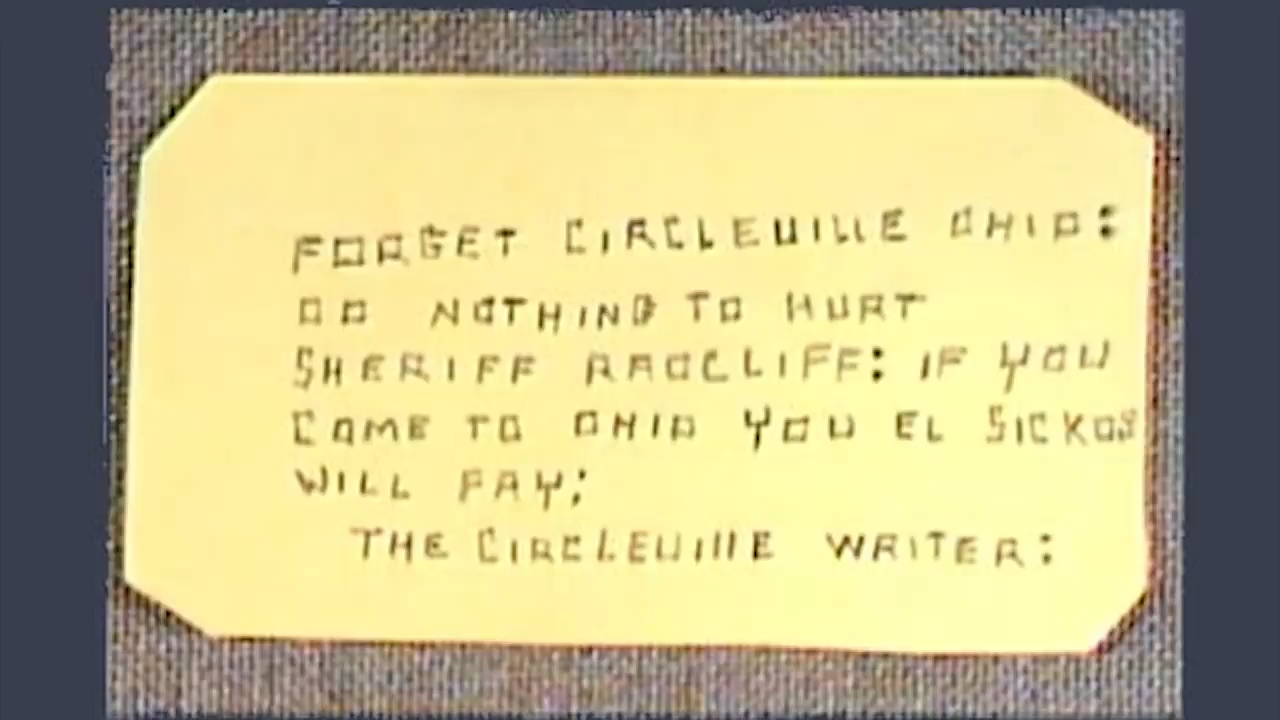 FORGET CIRCLEVILLE OHIO:
DO NOTHING TO HURT
SHERIFF RADCLIFF: IF YOU
COME TO OHIO YOU EL SICKOS
WILL PAY:
THE CIRCLEVILLE WRITER: